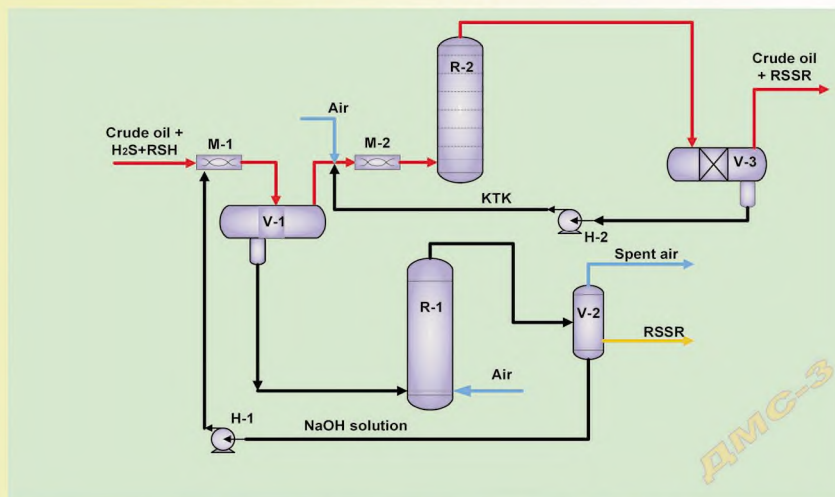 R-2
Crude oil
+ RSSR
Air
Crude oil +
H2S+RSH
M-1
M-2
V-3
KTK
V-1
H-2
Spent air
R-1
V-2
RSSR
Air
H-1
NaOH solution
ДМС-3